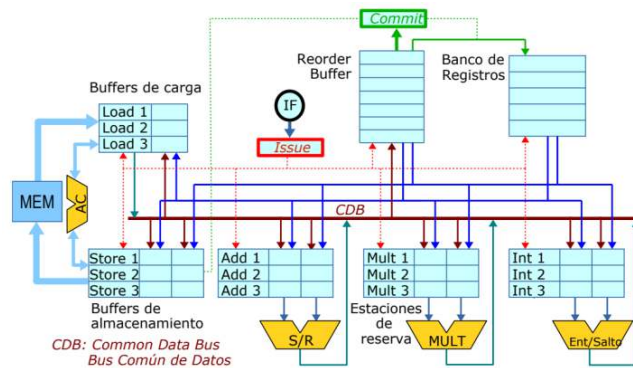 Commit
Reorder
Buffer
Banco de
Registros
Buffers de carga
Load 1
Load 2
Load 3
IF
Issue
MEM
AC
CDB
Store 1
Store 2
Store 3
Add 1
Add 2
Add 3
Mult 1
Mult 2
Mult 3
Int 1
Int 2
Int 3
Buffers de
almacenamiento
Estaciones
de
reserva
S/R
MULT
Ent/Salto
CDB: Common Data Bus
Bus Común de Datos